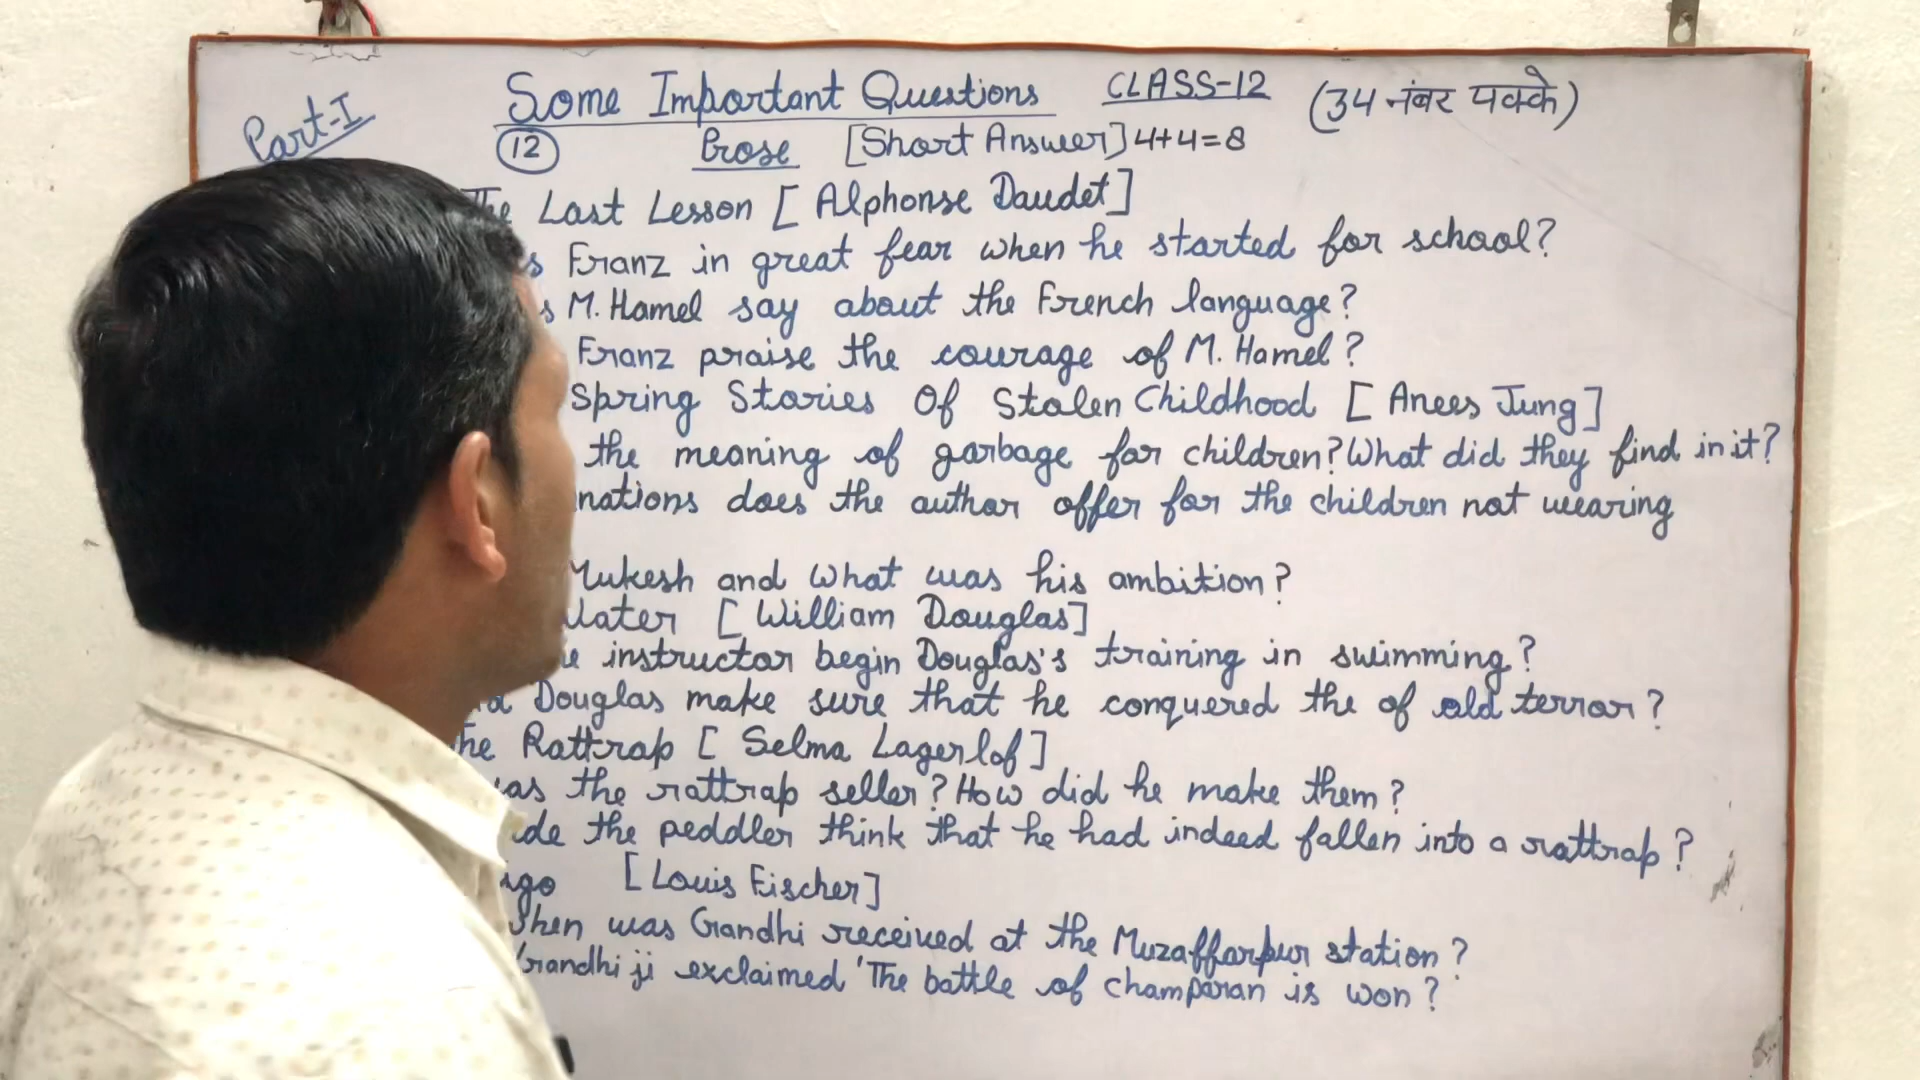 Part-I
Some Important Questions CLASS-12 (34 नंबर पक्के)
12 Prose [Short Answer] 4+4=8
The Last Lesson [Alphonse Daudet]
Franz in great fear when he started for school?
M. Hamel say about the French language?
Franz praise the courage of M. Hamel?
Spring Stories Of Stolen Childhood [Anees Jung]
the meaning of garbage for children? What did they find in it?
nations does the author offer for the children not wearing
Mukesh and what was his ambition?
Water [William Douglas]
instructor begin Douglas's training in swimming?
Douglas make sure that he conquered the of old terror?
The Rattrap [Selma Lagerlof]
as the rattrap seller? How did he make them?
the peddler think that he had indeed fallen into a rattrap?
igo [Louis Fischer]
when was Gandhi received at the Muzaffarpur station?
Gandhi ji exclaimed 'The battle of champaran is won?